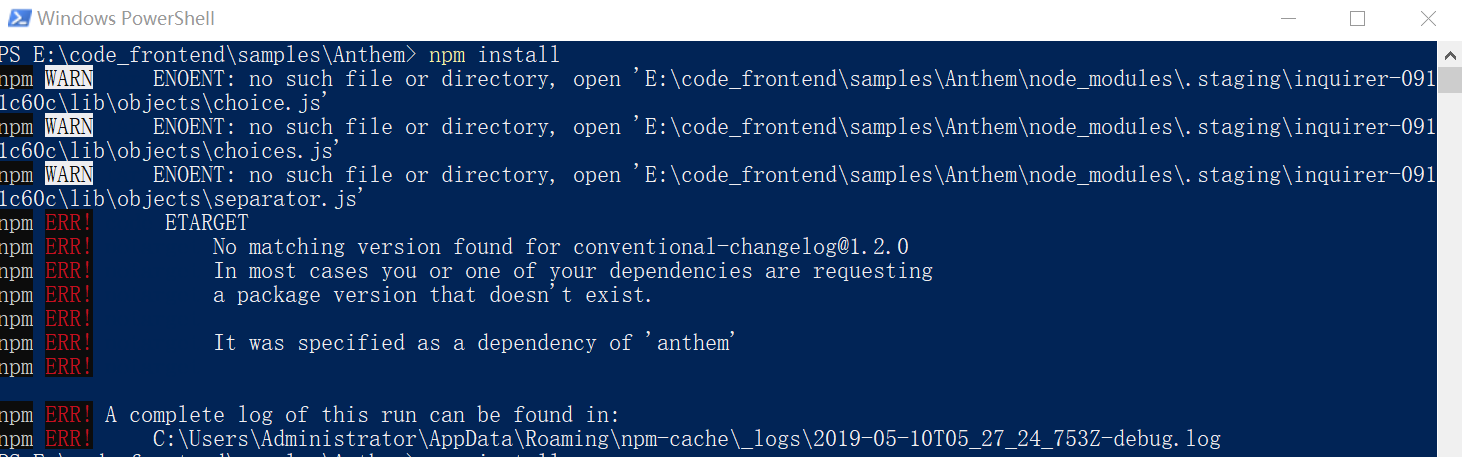 Windows PowerShell
PS E:\code_frontend\samples\Anthem> npm install
npm WARN     ENOENT: no such file or directory, open 'E:\code_frontend\samples\Anthem\node_modules\.staging\inquirer-091
1c60c\lib\objects\choice.js'
npm WARN     ENOENT: no such file or directory, open 'E:\code_frontend\samples\Anthem\node_modules\.staging\inquirer-091
1c60c\lib\objects\choices.js'
npm WARN     ENOENT: no such file or directory, open 'E:\code_frontend\samples\Anthem\node_modules\.staging\inquirer-091
1c60c\lib\objects\separator.js'
npm ERR!      ETARGET
npm ERR!          No matching version found for conventional-changelog@1.2.0
npm ERR!          In most cases you or one of your dependencies are requesting
npm ERR!          a package version that doesn't exist.
npm ERR!
npm ERR!          It was specified as a dependency of 'anthem'
npm ERR!
npm ERR! A complete log of this run can be found in:
npm ERR!     C:\Users\Administrator\AppData\Roaming\npm-cache\_logs\2019-05-10T05_27_24_753Z-debug.log